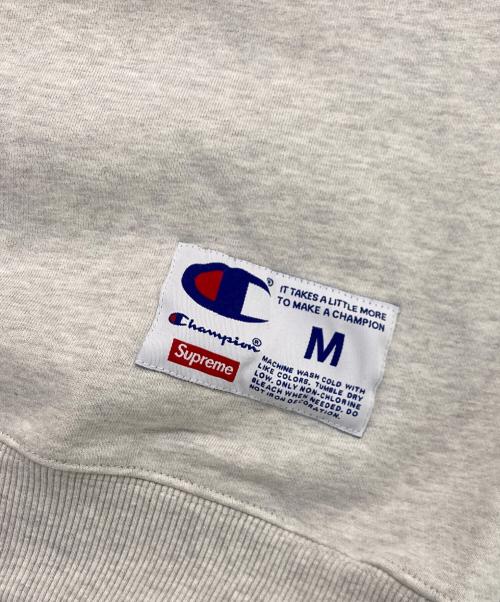 IT TAKES A LITTLE MORE
TO MAKE A CHAMPION
Champion®
Supreme
M
MACHINE WASH COLD WITH
LIKE COLORS. TUMBLE DRY
LOW. ONLY NON-CHLORINE
BLEACH WHEN NEEDED. DO
NOT IRON DECORATION.